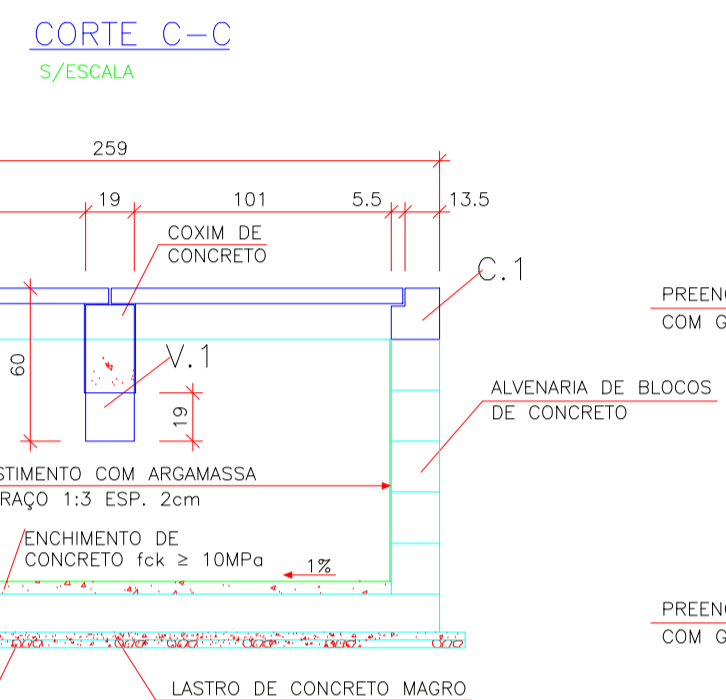 CORTE C-C
S/ESCALA
259
19
101
5.5
13.5
COXIM DE
CONCRETO
C.1
PREEN
COM G
60
V.1
19
ALVENARIA DE BLOCOS
DE CONCRETO
STIMENTO COM ARGAMASSA
RAÇO 1:3 ESP. 2cm
ENCHIMENTO DE
CONCRETO fck ≥ 10MPa
1%
PREENC
COM G
LASTRO DE CONCRETO MAGRO